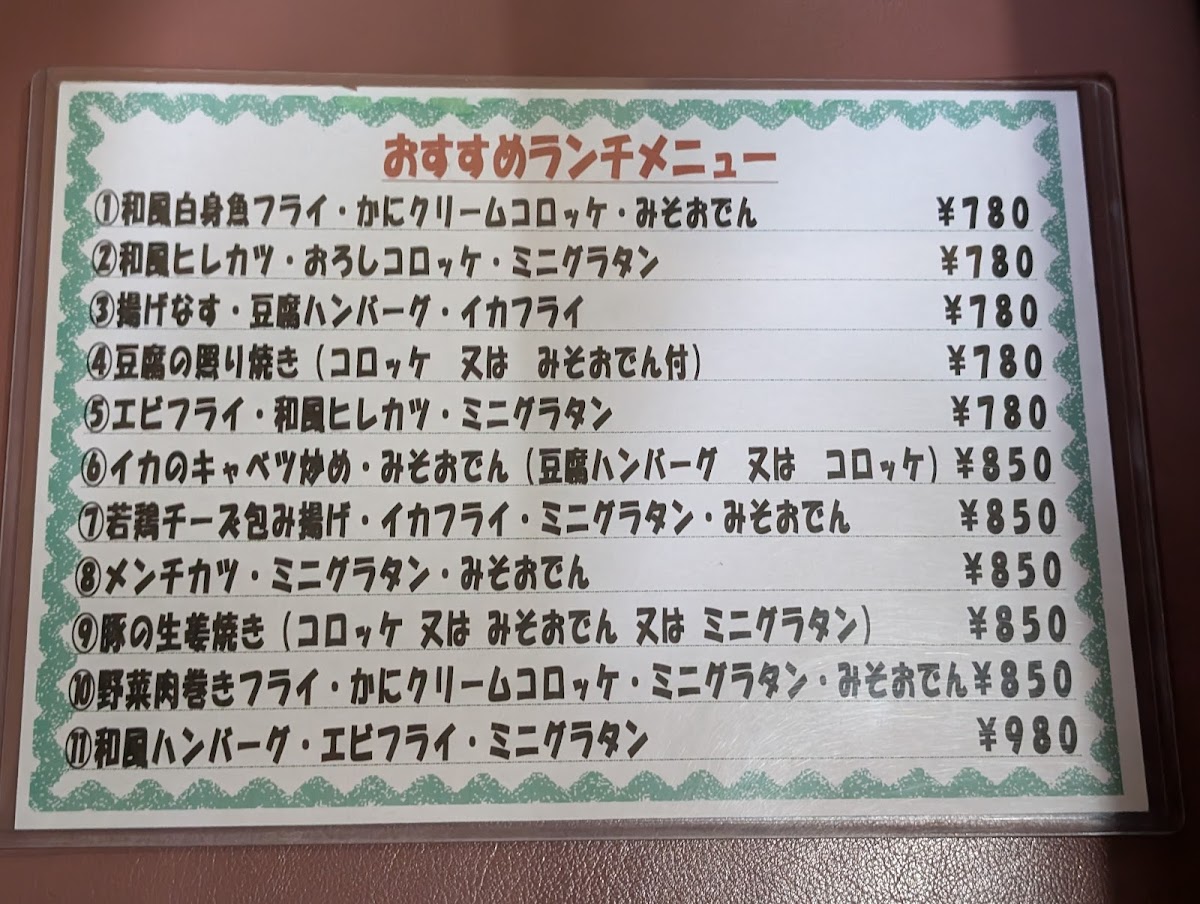 おすすめランチメニュー
①和風白身魚フライ・かにクリームコロッケ・みそおでん ¥780
②和風ヒレカツ・おろしコロッケ・ミニグラタン ¥780
③揚げなす・豆腐ハンバーグ・イカフライ ¥780
④豆腐の照り焼き（コロッケ　又は　みそおでん付） ¥780
⑤エビフライ・和風ヒレカツ・ミニグラタン ¥780
⑥イカのキャベツ炒め・みそおでん（豆腐ハンバーグ　又は　コロッケ） ¥850
⑦若鶏チーズ包み揚げ・イカフライ・ミニグラタン・みそおでん ¥850
⑧メンチカツ・ミニグラタン・みそおでん ¥850
⑨豚の生姜焼き（コロッケ 又は みそおでん 又は ミニグラタン） ¥850
⑩野菜肉巻きフライ・かにクリームコロッケ・ミニグラタン・みそおでん¥850
⑪和風ハンバーグ・エビフライ・ミニグラタン ¥980